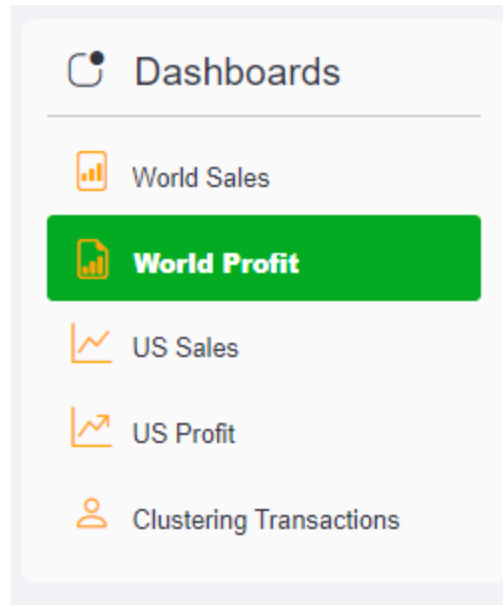 Dashboards
World Sales
World Profit
US Sales
US Profit
Clustering Transactions